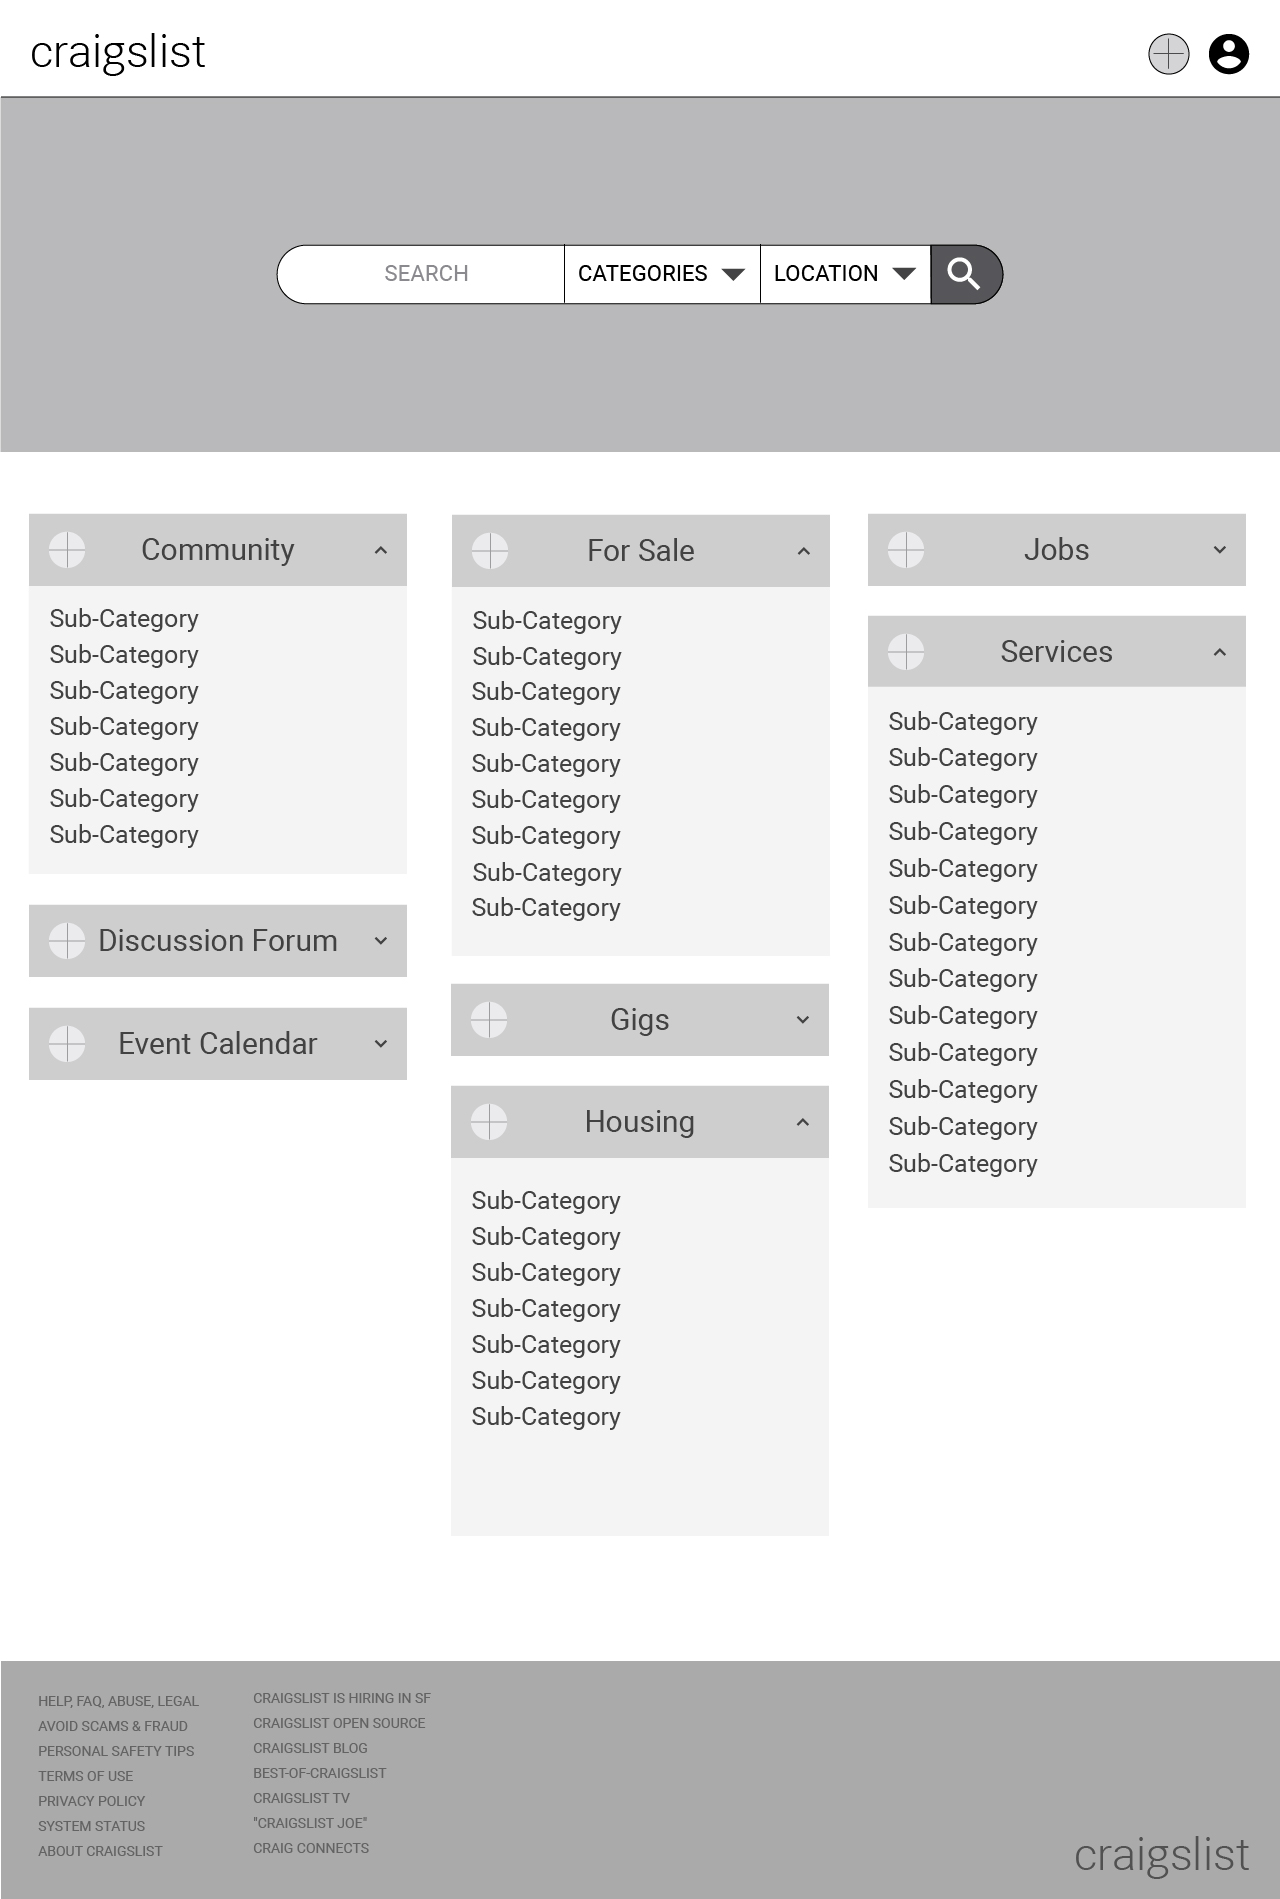 craigslist
SEARCH
CATEGORIES
LOCATION
Community
Sub-Category
Sub-Category
Sub-Category
Sub-Category
Sub-Category
Sub-Category
Sub-Category
Discussion Forum
Event Calendar
For Sale
Sub-Category
Sub-Category
Sub-Category
Sub-Category
Sub-Category
Sub-Category
Sub-Category
Sub-Category
Sub-Category
Gigs
Housing
Sub-Category
Sub-Category
Sub-Category
Sub-Category
Sub-Category
Sub-Category
Sub-Category
Jobs
Services
Sub-Category
Sub-Category
Sub-Category
Sub-Category
Sub-Category
Sub-Category
Sub-Category
Sub-Category
Sub-Category
Sub-Category
Sub-Category
Sub-Category
Sub-Category
HELP, FAQ, ABUSE, LEGAL
AVOID SCAMS & FRAUD
PERSONAL SAFETY TIPS
TERMS OF USE
PRIVACY POLICY
SYSTEM STATUS
ABOUT CRAIGSLIST
CRAIGSLIST IS HIRING IN SF
CRAIGSLIST OPEN SOURCE
CRAIGSLIST BLOG
BEST-OF-CRAIGSLIST
CRAIGSLIST TV
"CRAIGSLIST JOE"
CRAIG CONNECTS
craigslist